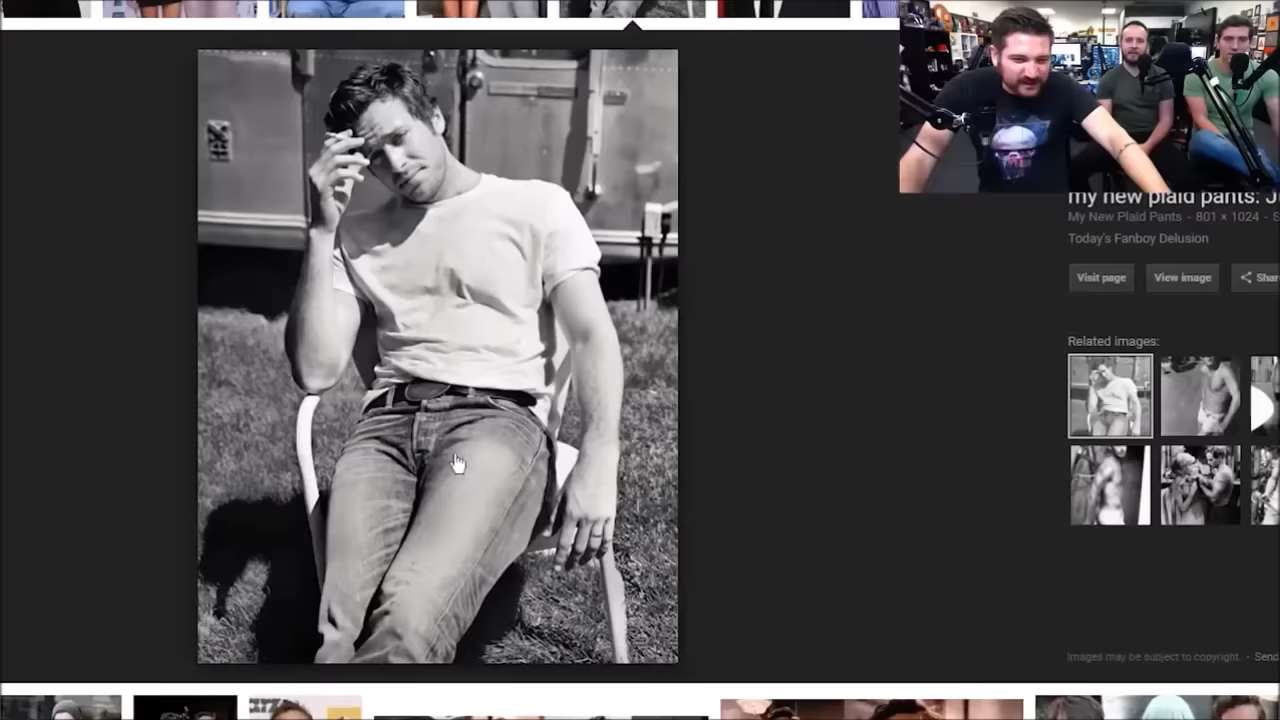 my new plaid pants: J
My New Plaid Pants - 801 × 1024 - S
Today's Fanboy Delusion
Visit page
View image
Shar
Related images:
Images may be subject to copyright. - Send